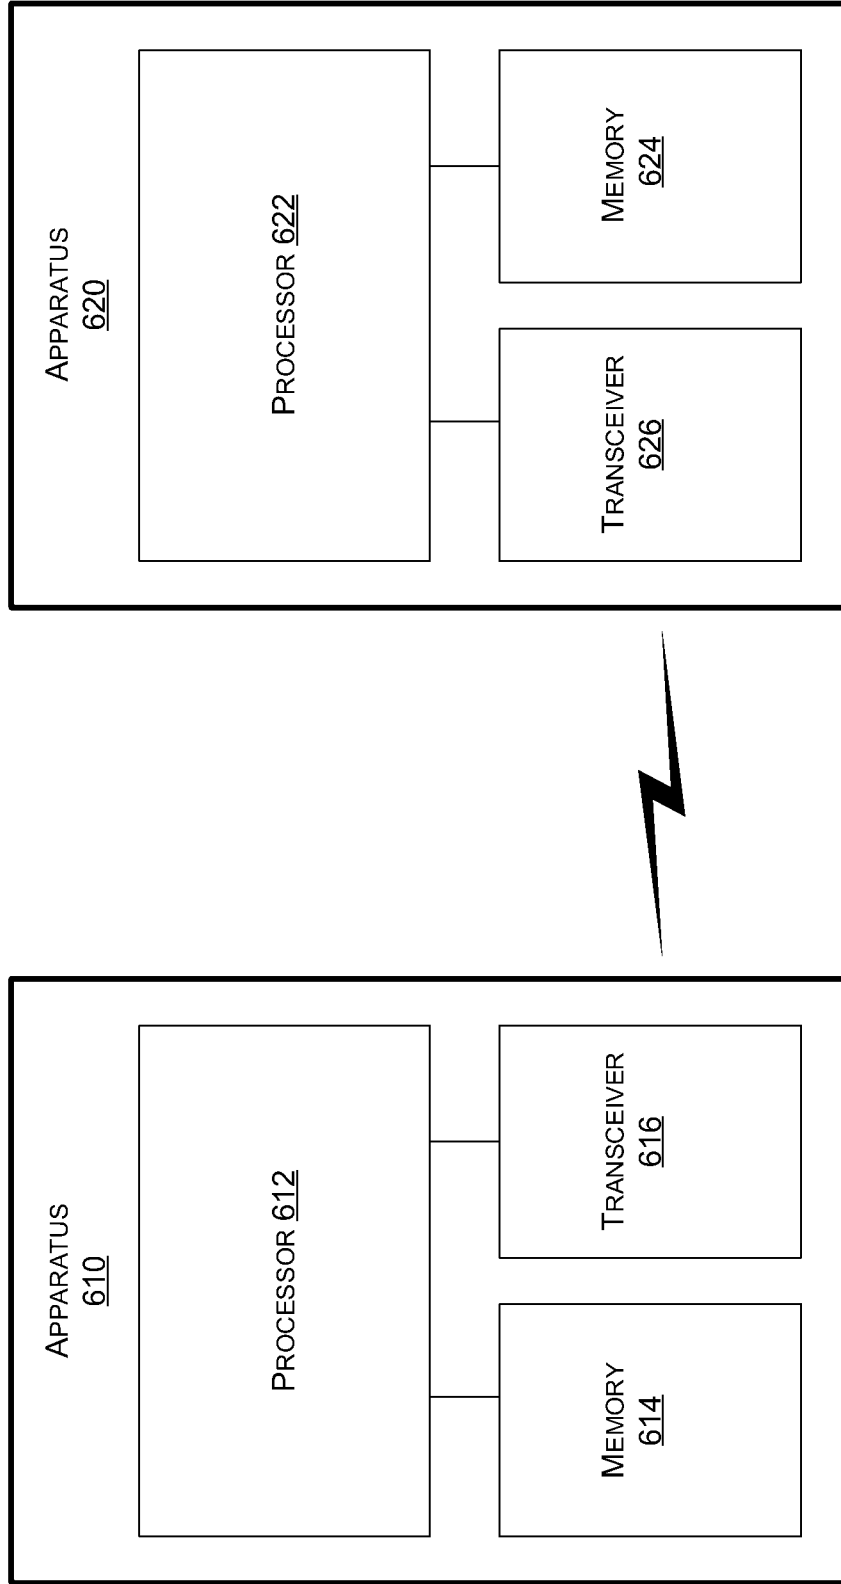 APPARATUS
610
PROCESSOR 612
MEMORY
614
TRANSCEIVER
616
APPARATUS
620
PROCESSOR 622
TRANSCEIVER
626
MEMORY
624